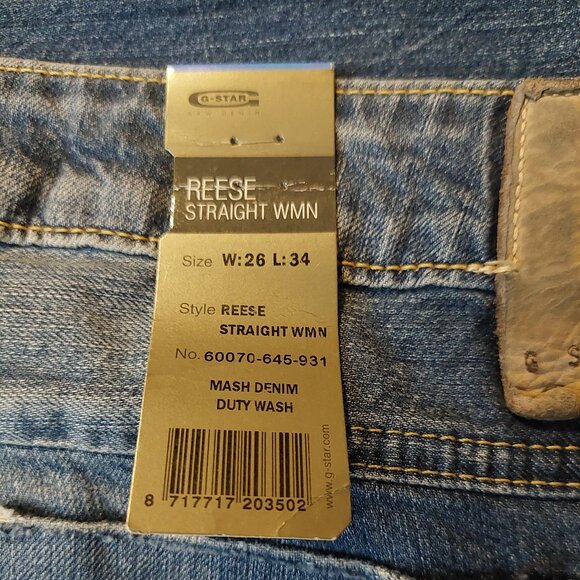 G-STAR
RAW DENIM
REESE
STRAIGHT WMN
Size W:26 L:34
Style REESE
STRAIGHT WMN
No. 60070-645-931
MASH DENIM
DUTY WASH
8 717717 203502
www.g-star.com
G S